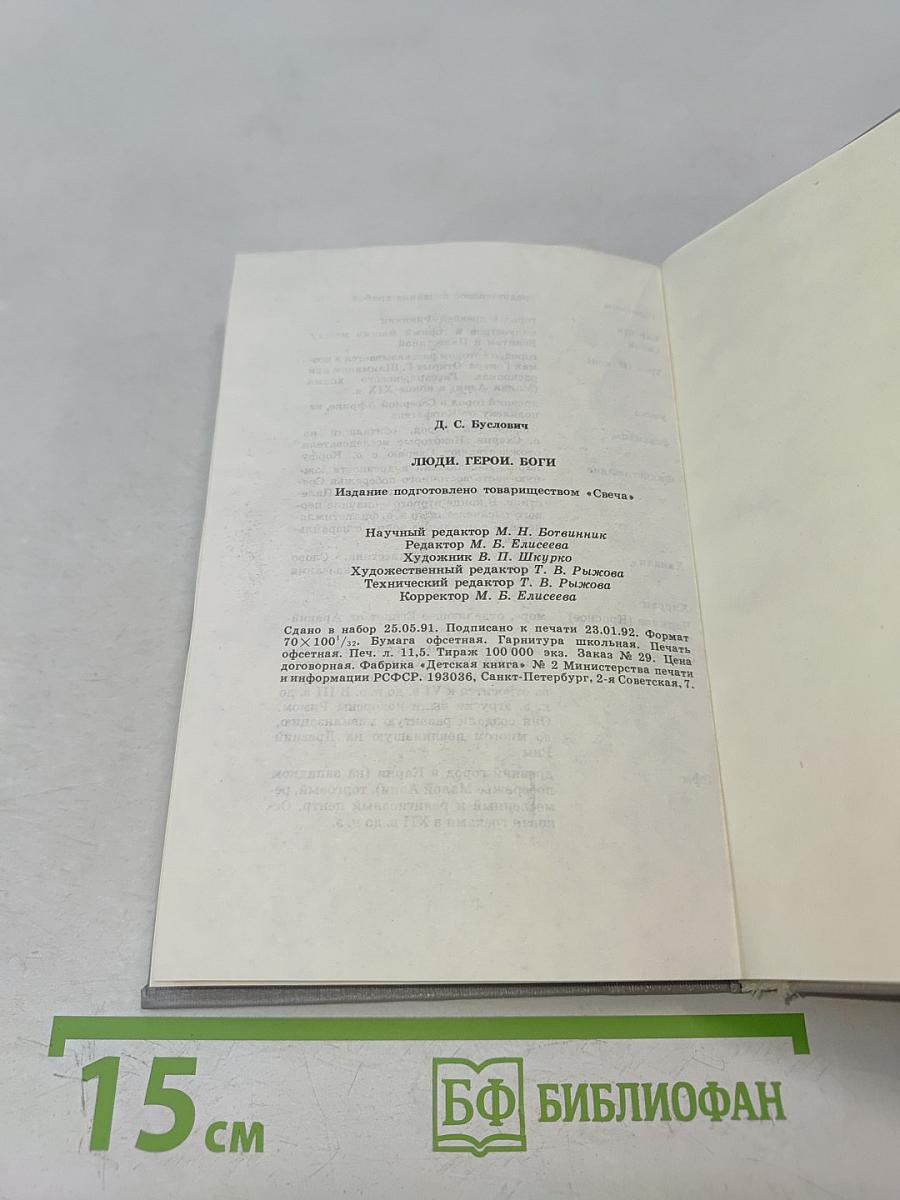 Д. С. Буслович
ЛЮДИ. ГЕРОИ. БОГИ
Издание подготовлено товариществом «Свеча»
Научный редактор М. Н. Ботвинник
Редактор М. Б. Елисеева
Художник В. П. Шкурко
Художественный редактор Т. В. Рыжова
Технический редактор Т. В. Рыжова
Корректор М. Б. Елисеева
Сдано в набор 25.05.91. Подписано к печати 23.01.92. Формат
70×100¹/₃₂. Бумага офсетная. Гарнитура школьная. Печать
офсетная. Печ. л. 11,5. Тираж 100 000 экз. Заказ № 29. Цена
договорная. Фабрика «Детская книга» № 2 Министерства печати
и информации РСФСР. 193036, Санкт-Петербург, 2-я Советская, 7.
15 см
БФ БИБЛИОФАН